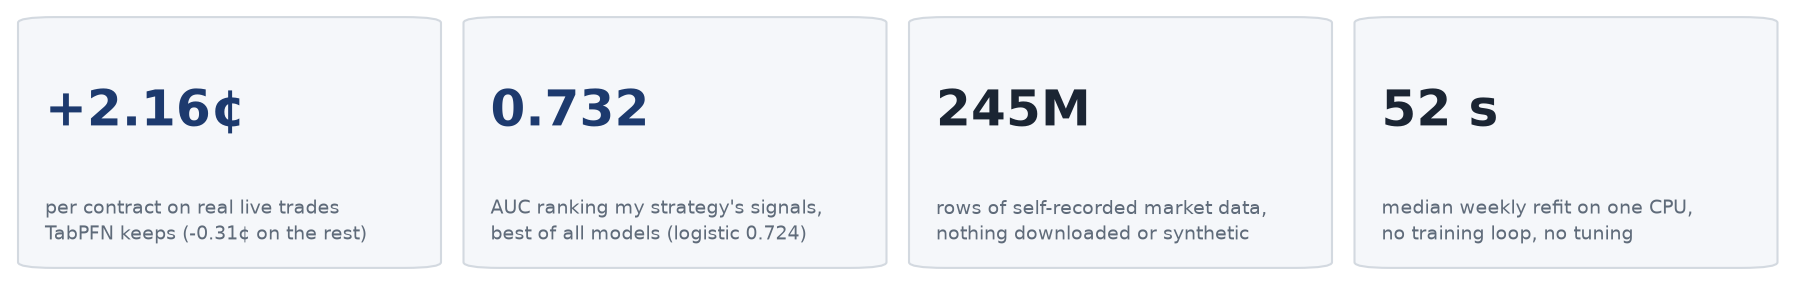 +2.16¢
per contract on real live trades
TabPFN keeps (-0.31¢ on the rest)
0.732
AUC ranking my strategy's signals,
best of all models (logistic 0.724)
245M
rows of self-recorded market data,
nothing downloaded or synthetic
52 s
median weekly refit on one CPU,
no training loop, no tuning